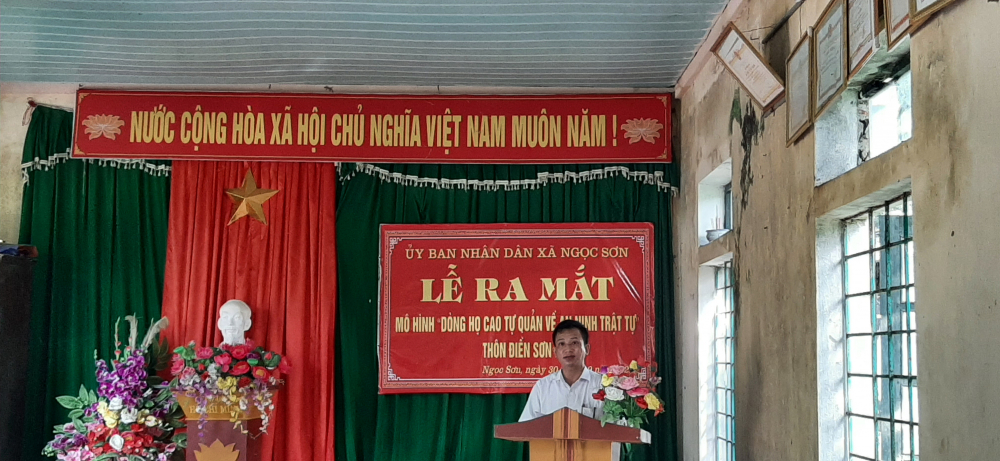 NƯỚC CỘNG HÒA XÃ HỘI CHỦ NGHĨA VIỆT NAM MUÔN NĂM !
ỦY BAN NHÂN DÂN XÃ NGỌC SƠN
LỄ RA MẮT
MÔ HÌNH "DÒNG HỌ CAO TỰ QUẢN VỀ AN NINH TRẬT TỰ
THÔN ĐIỀN SƠN
Ngọc Sơn, ngày 30